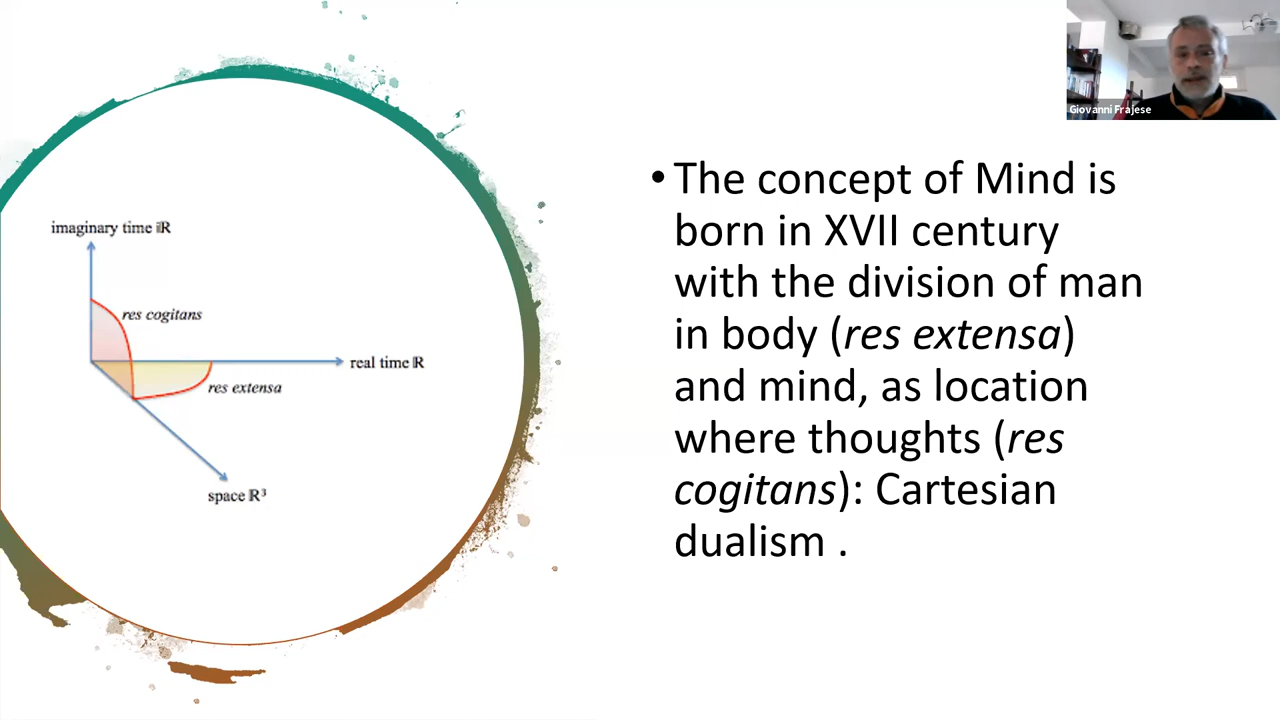 Giovanni Frajese
imaginary time iR
res cogitans
real time R
res extensa
space R³
• The concept of Mind is
born in XVII century
with the division of man
in body (res extensa)
and mind, as location
where thoughts (res
cogitans): Cartesian
dualism .